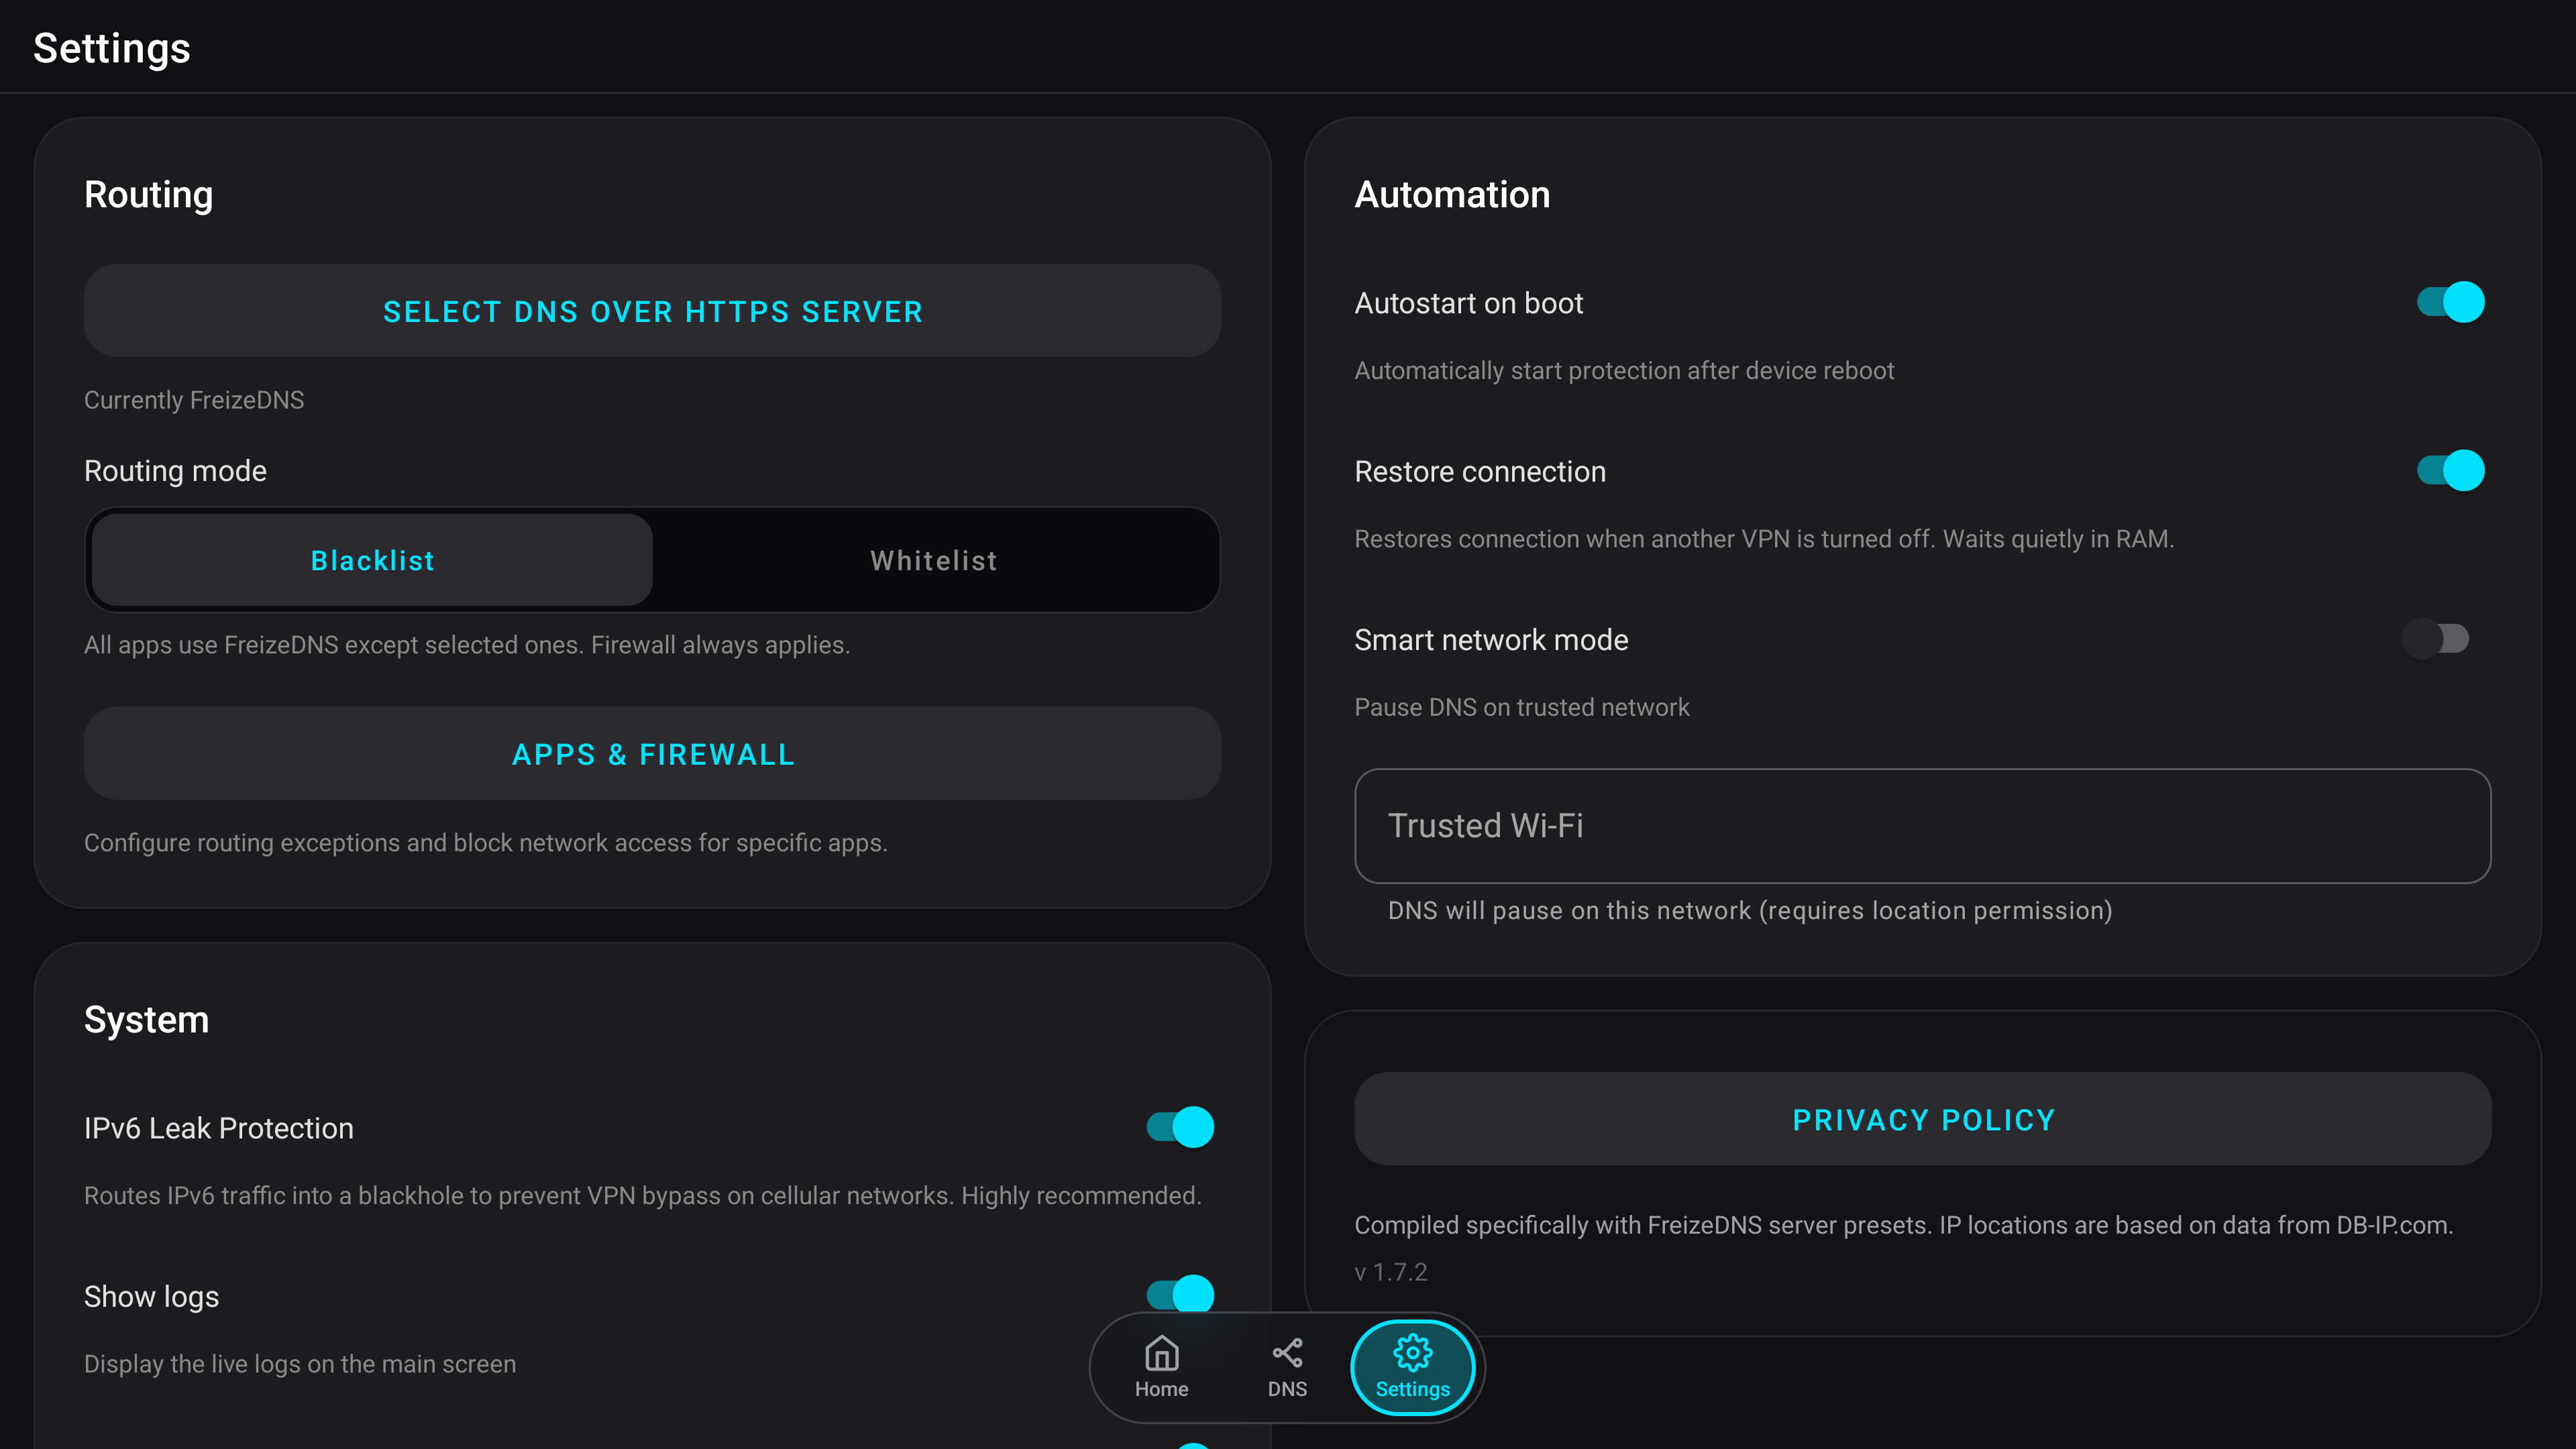 Settings
Routing
SELECT DNS OVER HTTPS SERVER
Currently FreizeDNS
Routing mode
Blacklist
Whitelist
All apps use FreizeDNS except selected ones. Firewall always applies.
APPS & FIREWALL
Configure routing exceptions and block network access for specific apps.
System
IPv6 Leak Protection
Routes IPv6 traffic into a blackhole to prevent VPN bypass on cellular networks. Highly recommended.
Show logs
Display the live logs on the main screen
Automation
Autostart on boot
Automatically start protection after device reboot
Restore connection
Restores connection when another VPN is turned off. Waits quietly in RAM.
Smart network mode
Pause DNS on trusted network
Trusted Wi-Fi
DNS will pause on this network (requires location permission)
PRIVACY POLICY
Compiled specifically with FreizeDNS server presets. IP locations are based on data from DB-IP.com.
v 1.7.2
Home
DNS
Settings